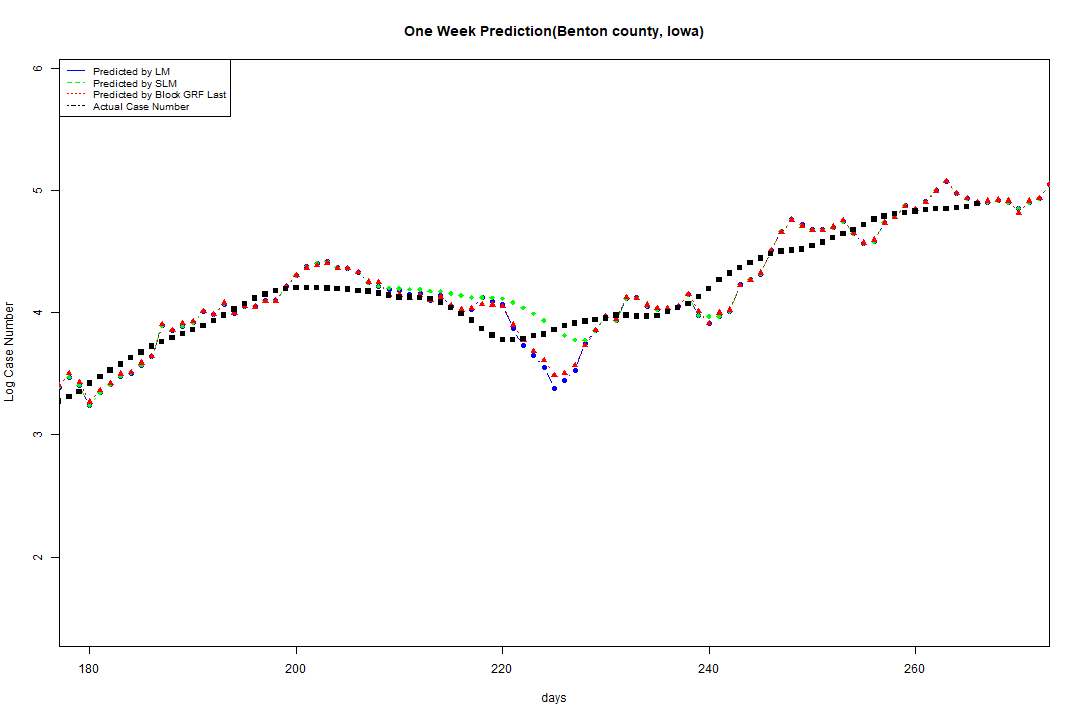 One Week Prediction(Benton county, Iowa)
Predicted by LM
Predicted by SLM
Predicted by Block GRF Last
Actual Case Number
6
5
4
3
2
Log Case Number
180 200 220 240 260
days